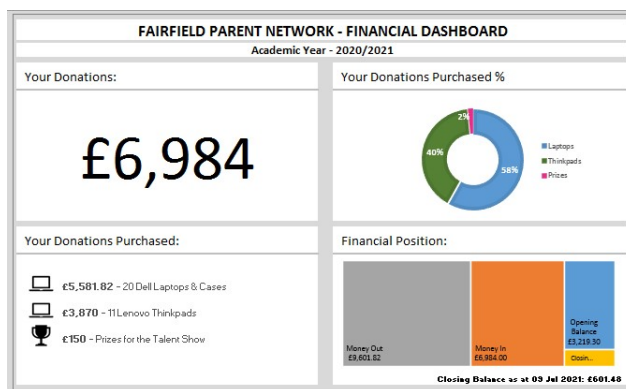 FAIRFIELD PARENT NETWORK - FINANCIAL DASHBOARD
Academic Year - 2020/2021
Your Donations:
£6,984
Your Donations Purchased %
2%
40%
58%
Laptops
Thinkpads
Prizes
Your Donations Purchased:
£5,581.82 - 20 Dell Laptops & Cases
£3,870 - 11 Lenovo Thinkpads
£150 - Prizes for the Talent Show
Financial Position:
Money Out
£9,601.82
Money In
£6,984.00
Opening
Balance
£3,219.30
Closin...
Closing Balance as at 09 Jul 2021: £601.48